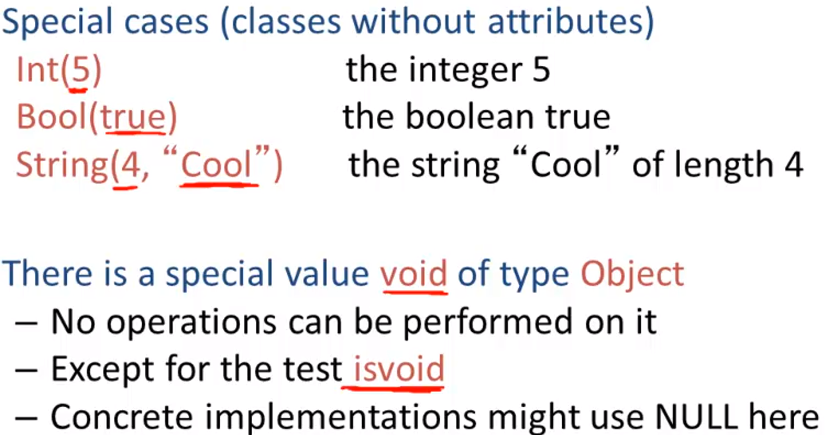 Special cases (classes without attributes)
Int(5) the integer 5
Bool(true) the boolean true
String(4, “Cool”) the string “Cool” of length 4
There is a special value void of type Object
– No operations can be performed on it
– Except for the test isvoid
– Concrete implementations might use NULL here